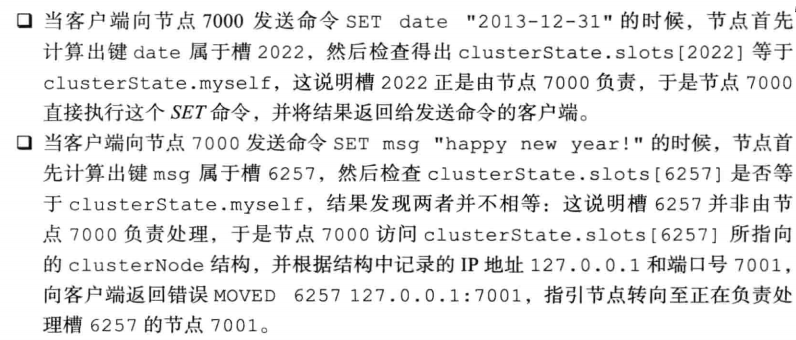 ❑ 当客户端向节点 7000 发送命令 SET date "2013-12-31" 的时候，节点首先
计算出键 date 属于槽 2022，然后检查得出 clusterState.slots[2022] 等于
clusterState.myself，这说明槽 2022 正是由节点 7000 负责，于是节点 7000
直接执行这个 SET 命令，并将结果返回给发送命令的客户端。
❑ 当客户端向节点 7000 发送命令 SET msg "happy new year!" 的时候，节点首
先计算出键 msg 属于槽 6257，然后检查 clusterState.slots[6257] 是否等
于 clusterState.myself，结果发现两者并不相等：这说明槽 6257 并非由节
点 7000 负责处理，于是节点 7000 访问 clusterState.slots[6257] 所指向
的 clusterNode 结构，并根据结构中记录的 IP 地址 127.0.0.1 和端口号 7001，
向客户端返回错误 MOVED 6257 127.0.0.1:7001，指引节点转向至正在负责处
理槽 6257 的节点 7001。